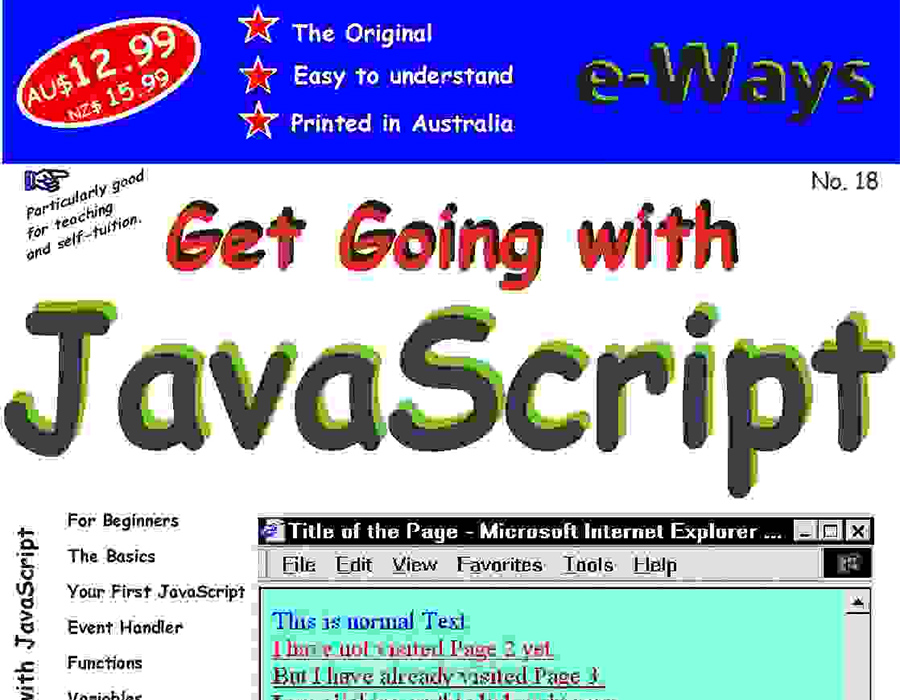 AU$12.99
NZ$ 15.99
The Original
Easy to understand
Printed in Australia
e-Ways
No. 18
Particularly good
for teaching
and self-tuition.
Get Going with
JavaScript
with JavaScript
For Beginners
The Basics
Your First JavaScript
Event Handler
Functions
Variables
Title of the Page - Microsoft Internet Explorer ...
File Edit View Favorites Tools Help
This is normal Text
I have not visited Page 2 yet
But I have already visited Page 3.